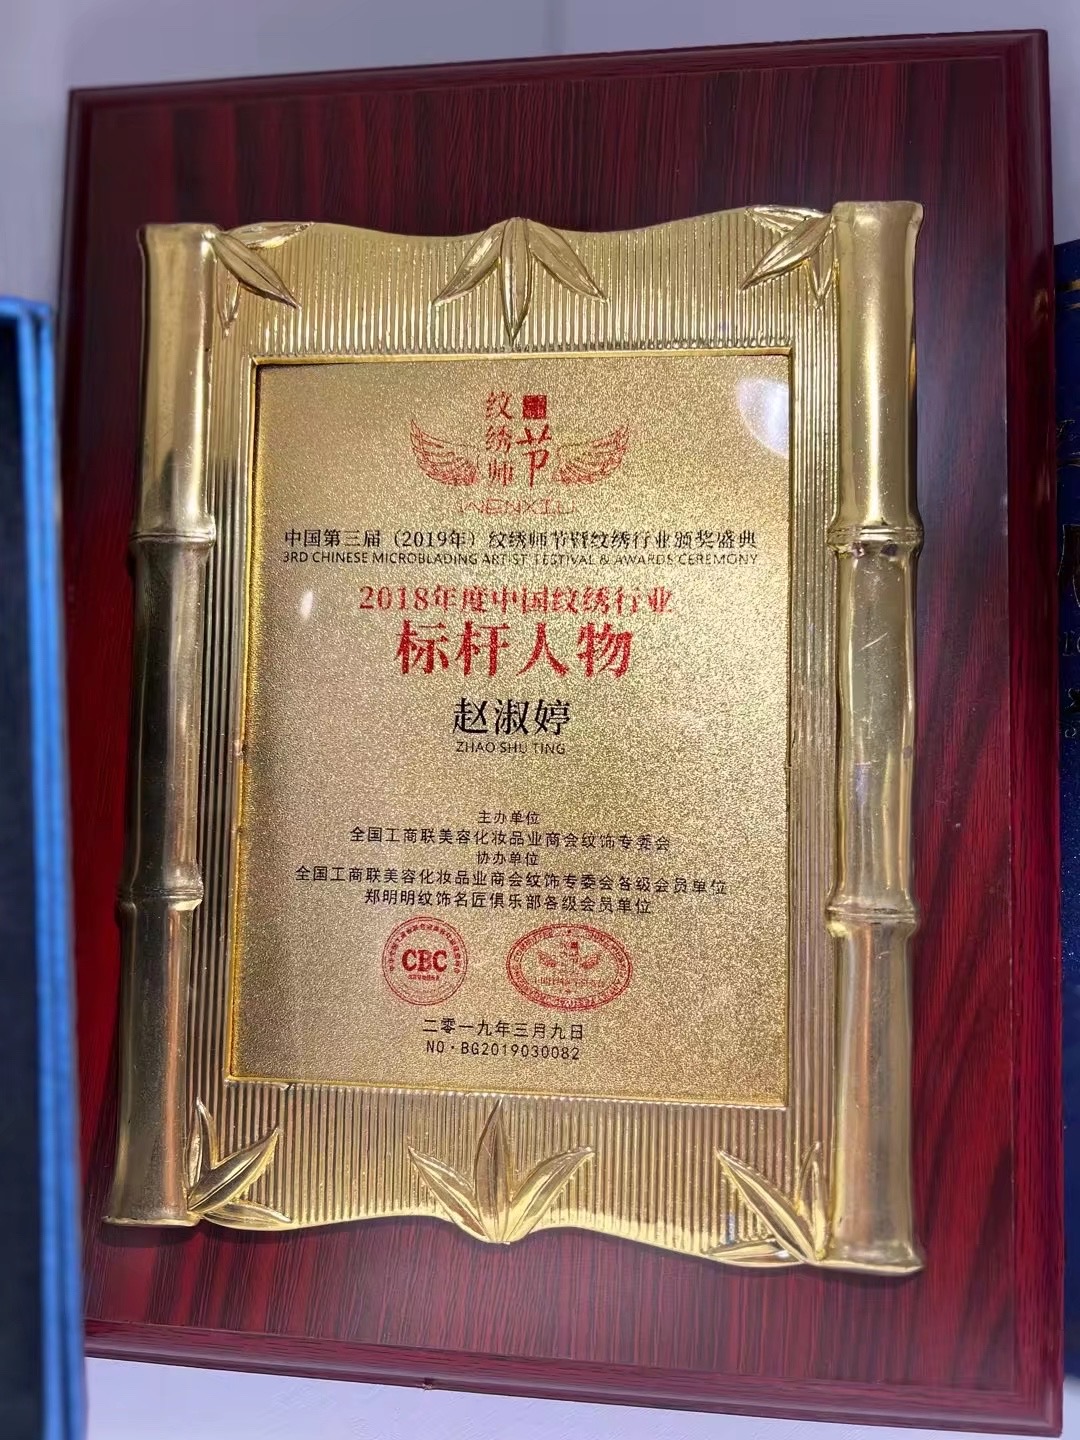 纹绣师节
WENXIU
中国第三届（2019年）纹绣师节暨纹绣行业颁奖盛典
3RD CHINESE MICROBLADING ARTIST FESTIVAL & AWARDS CEREMONY
2018年度中国纹绣行业
标杆人物
赵淑婷
ZHAO SHU TING
主办单位
全国工商联美容化妆品业商会纹饰专委会
协办单位
全国工商联美容化妆品业商会纹饰专委会各级会员单位
郑明明纹饰名匠俱乐部各级会员单位
CBC
二零一九年三月九日
NO·BG2019030082